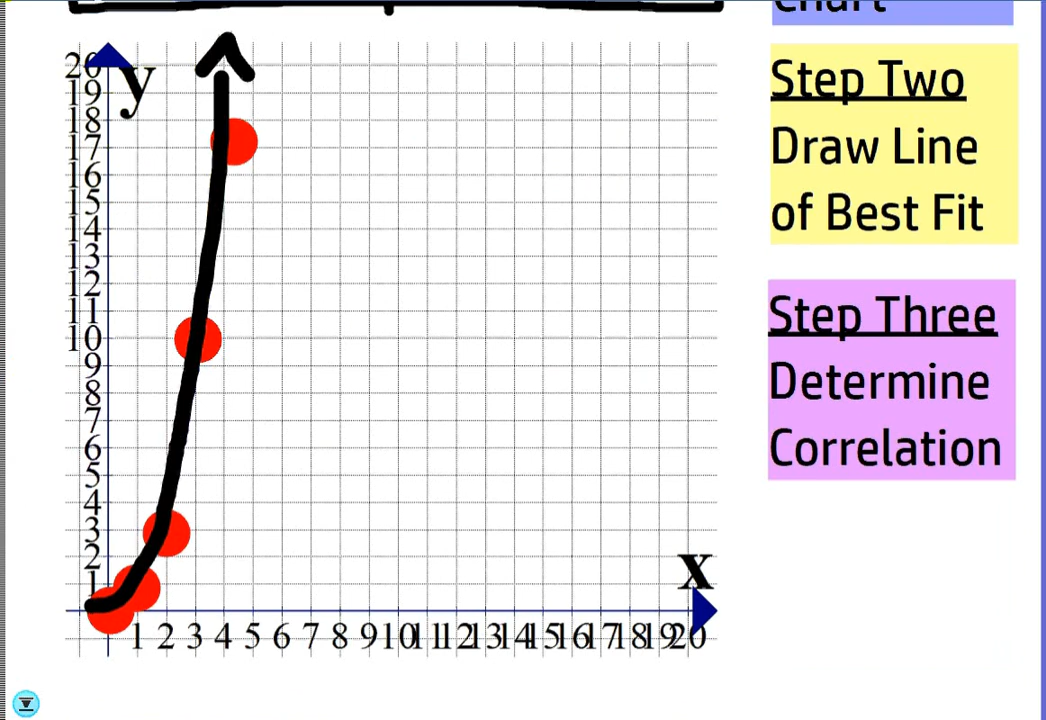 chart
Step Two
Draw Line
of Best Fit
Step Three
Determine
Correlation
y
20
19
18
17
16
15
14
13
12
11
10
9
8
7
6
5
4
3
2
1
x
1 2 3 4 5 6 7 8 9 10 11 12 13 14 15 16 17 18 19 20